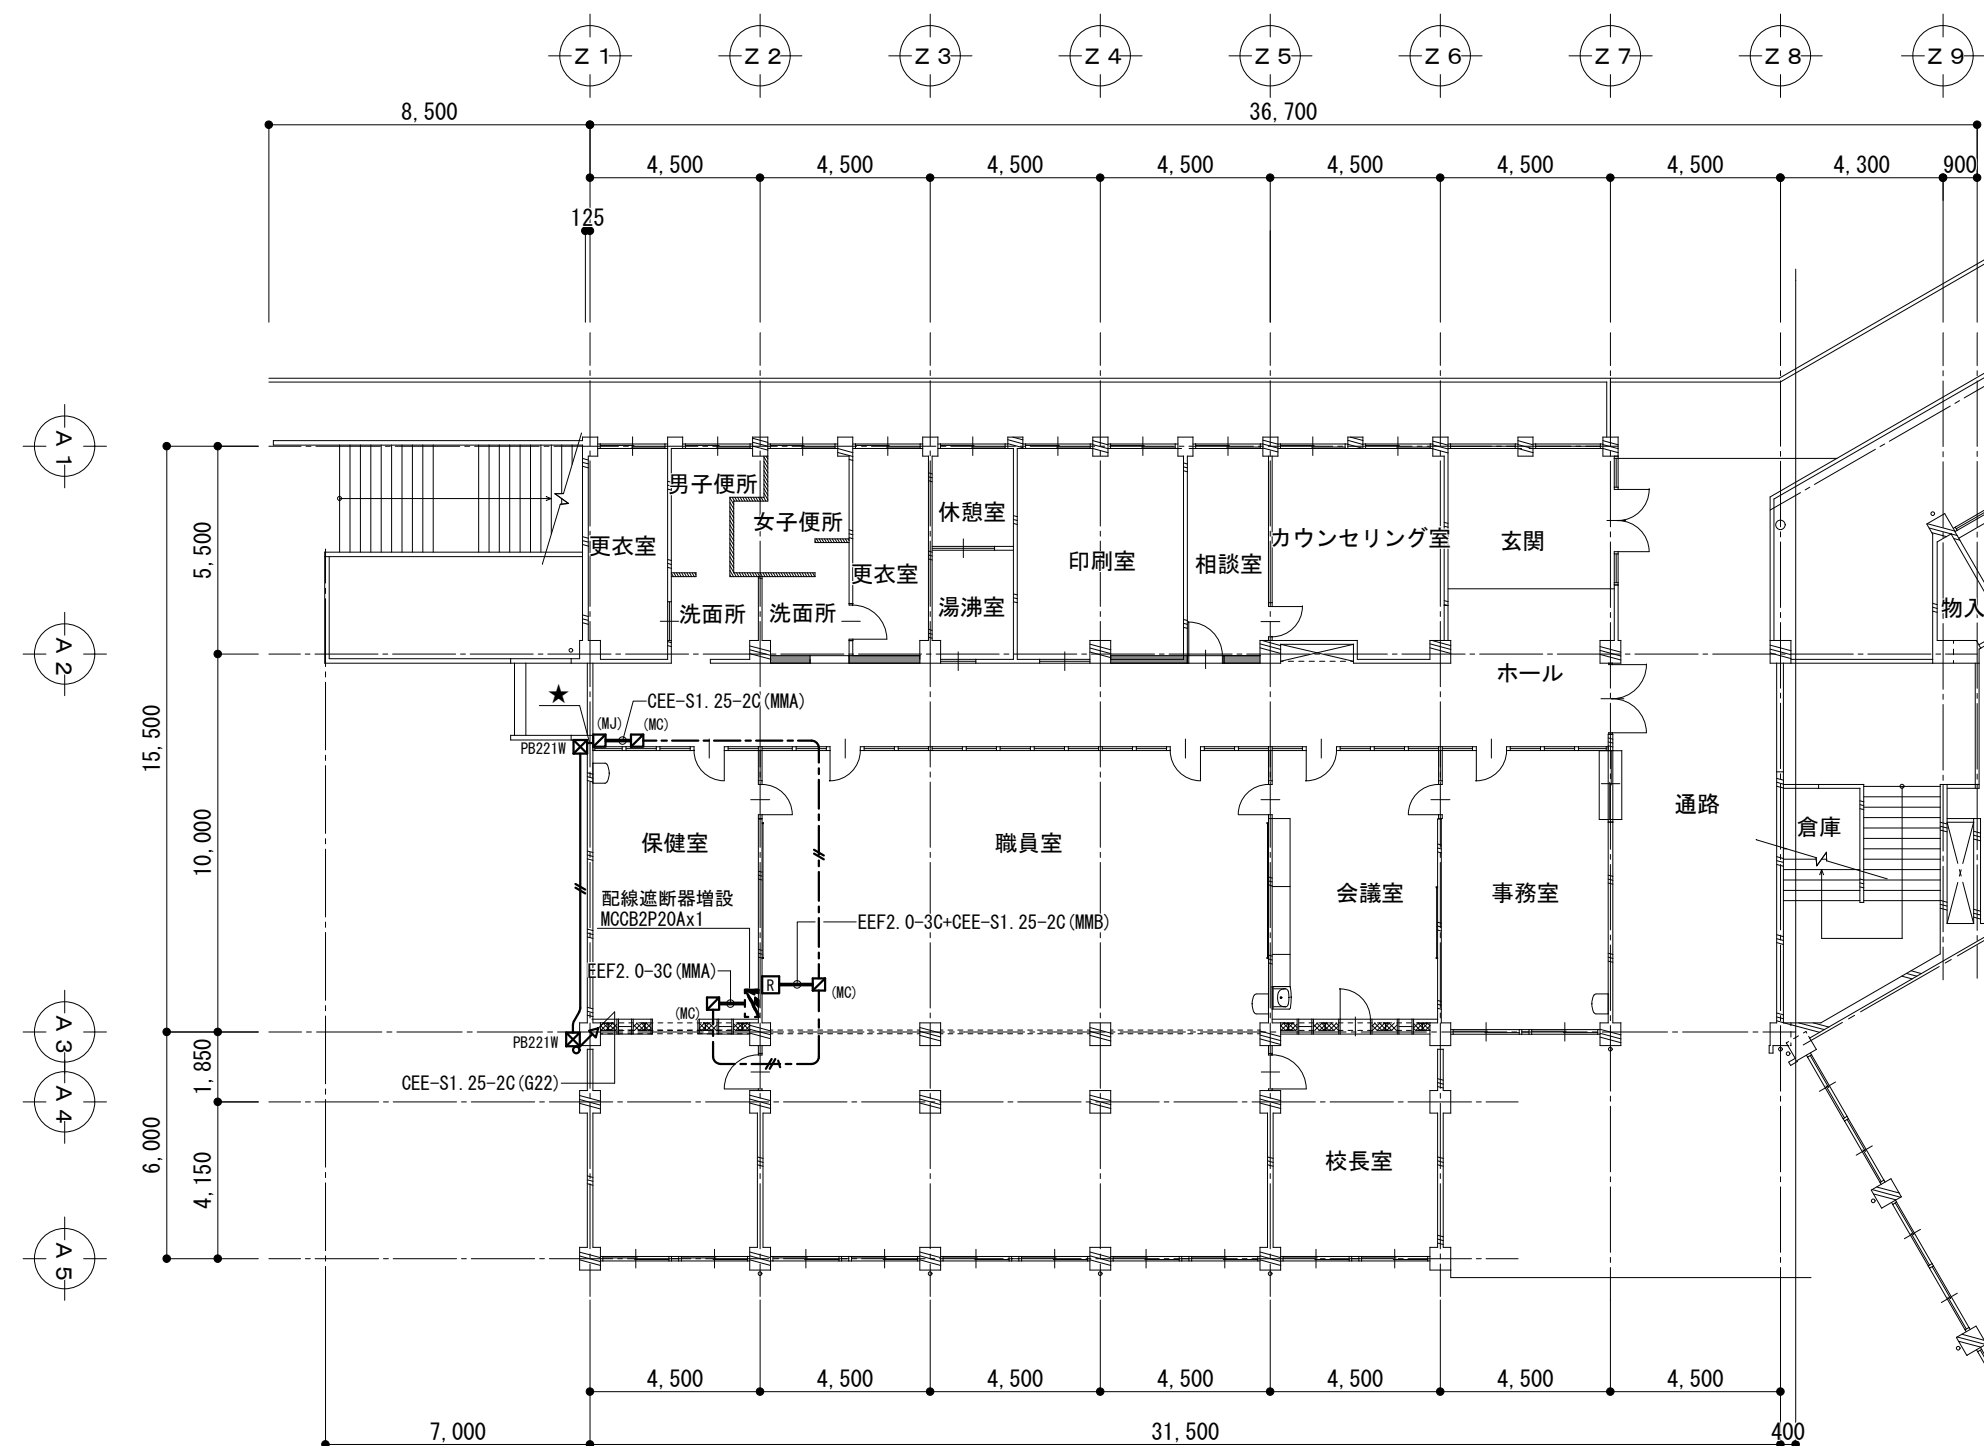 Z1 Z2 Z3 Z4 Z5 Z6 Z7 Z8 Z9
8,500 36,700
4,500 4,500 4,500 4,500 4,500 4,500 4,500 4,300 900
125
A1
A2
A3
A4
A5
5,500
15,500
10,000
1,850
6,000
4,150
男子便所
女子便所
休憩室
更衣室
カウンセリング室
玄関
印刷室
相談室
更衣室
洗面所
洗面所
湯沸室
物入
ホール
★
CEE-S1.25-2C(MMA)
(MJ) (MC)
PB221W
通路
倉庫
保健室
職員室
会議室
事務室
配線遮断器増設
MCCB2P20Ax1
EEF2.0-3C+CEE-S1.25-2C(MMB)
EEF2.0-3C(MMA)
R
(MC)
(MC)
PB221W
CEE-S1.25-2C(G22)
校長室
4,500 4,500 4,500 4,500 4,500 4,500 4,500
7,000 31,500 400